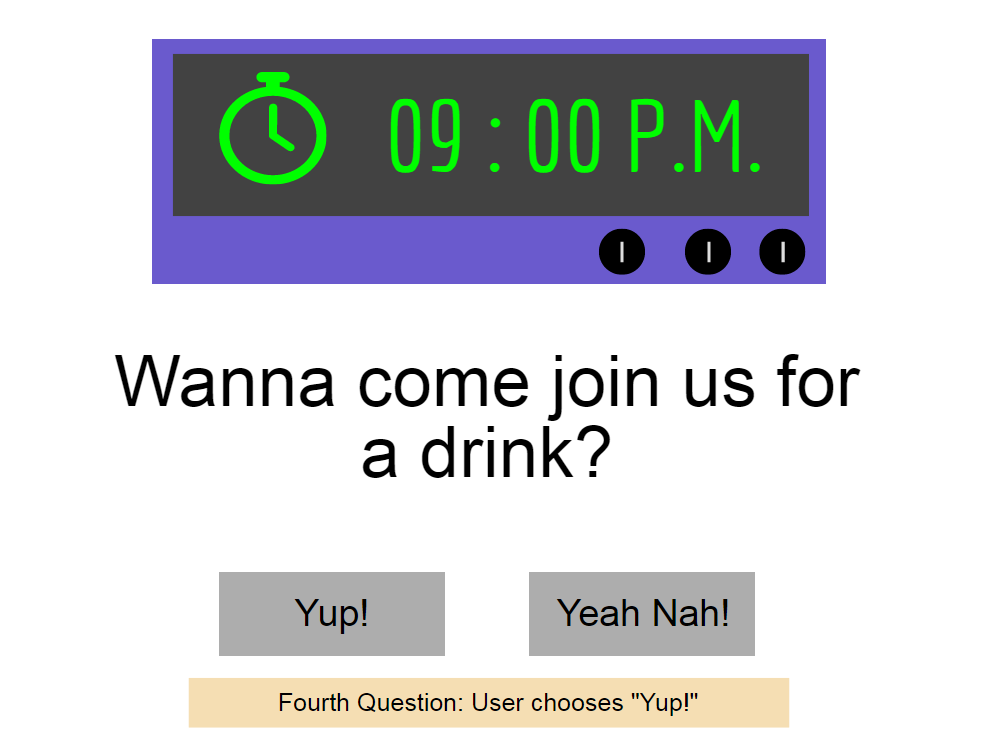 09 : 00 P.M.
Wanna come join us for
a drink?
Yup!
Yeah Nah!
Fourth Question: User chooses "Yup!"